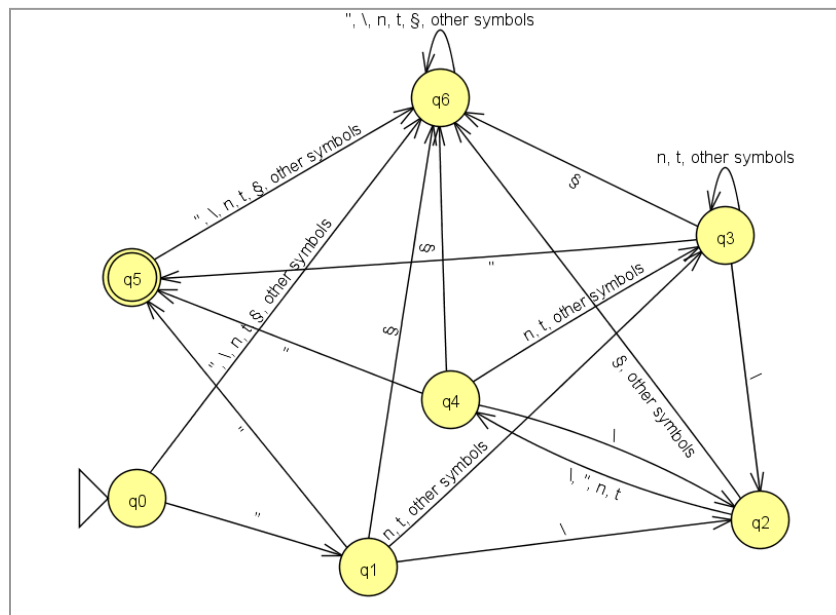 ", \, n, t, §, other symbols
q6
n, t, other symbols
", \, n, t, §, other symbols
§
q3
q5
§
"
", \, n, t, §, other symbols
n, t, other symbols
§
"
\
q4
§, other symbols
"
\
\, ", n, t
n, t, other symbols
q0
"
\
q2
q1